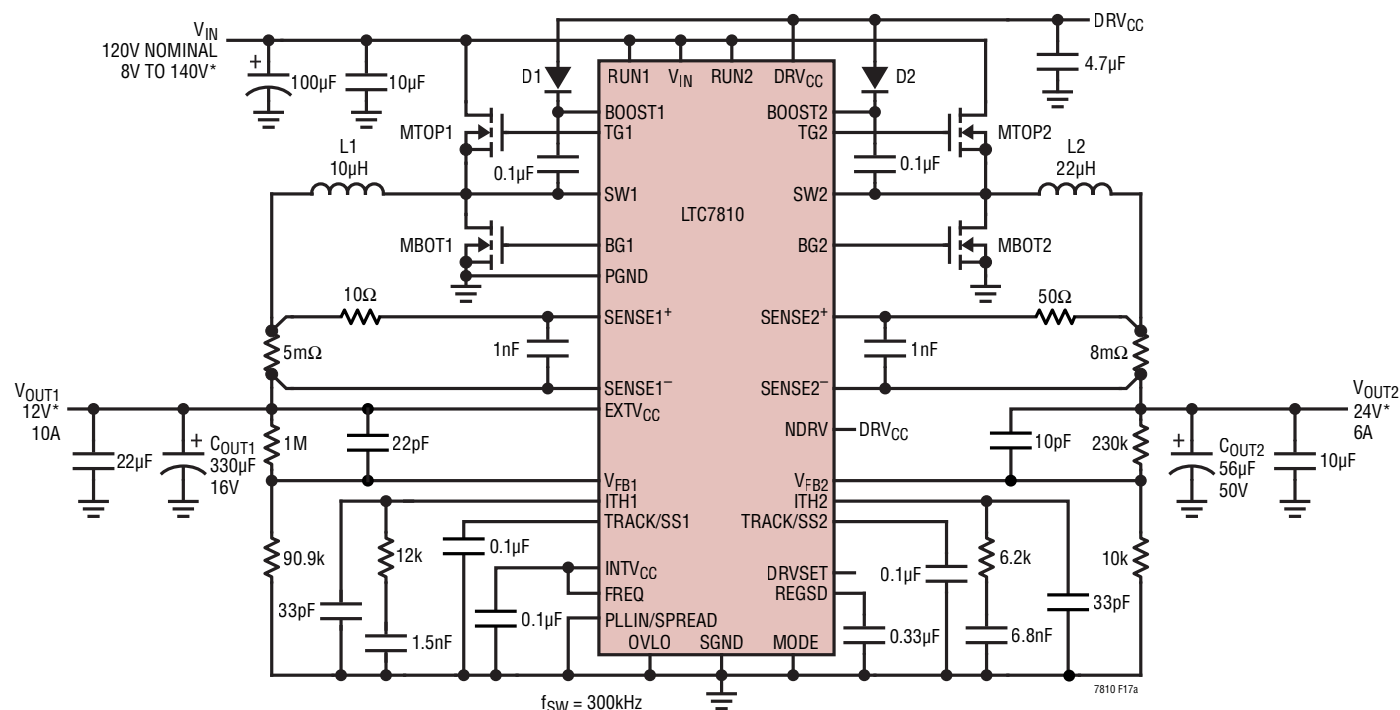 V_IN
120V NOMINAL
8V TO 140V*
100µF
10µF
DRV_CC
4.7µF
D1
RUN1
V_IN
RUN2
DRV_CC
D2
BOOST1
BOOST2
MTOP1
TG1
TG2
MTOP2
L1
10µH
0.1µF
0.1µF
L2
22µH
SW1
LTC7810
SW2
MBOT1
BG1
BG2
MBOT2
PGND
10Ω
SENSE1+
SENSE2+
50Ω
5mΩ
1nF
1nF
8mΩ
SENSE1−
SENSE2−
V_OUT1
12V*
10A
EXTV_CC
V_OUT2
24V*
6A
NDRV
DRV_CC
22µF
+
C_OUT1
330µF
16V
1M
22pF
10pF
230k
+
C_OUT2
56µF
50V
10µF
V_FB1
V_FB2
ITH1
ITH2
TRACK/SS1
TRACK/SS2
90.9k
12k
0.1µF
INTV_CC
FREQ
DRVSET
REGSD
0.1µF
6.2k
10k
33pF
1.5nF
0.1µF
PLLIN/SPREAD
OVLO
SGND
MODE
0.33µF
6.8nF
33pF
f_SW = 300kHz
7810 F17a
+